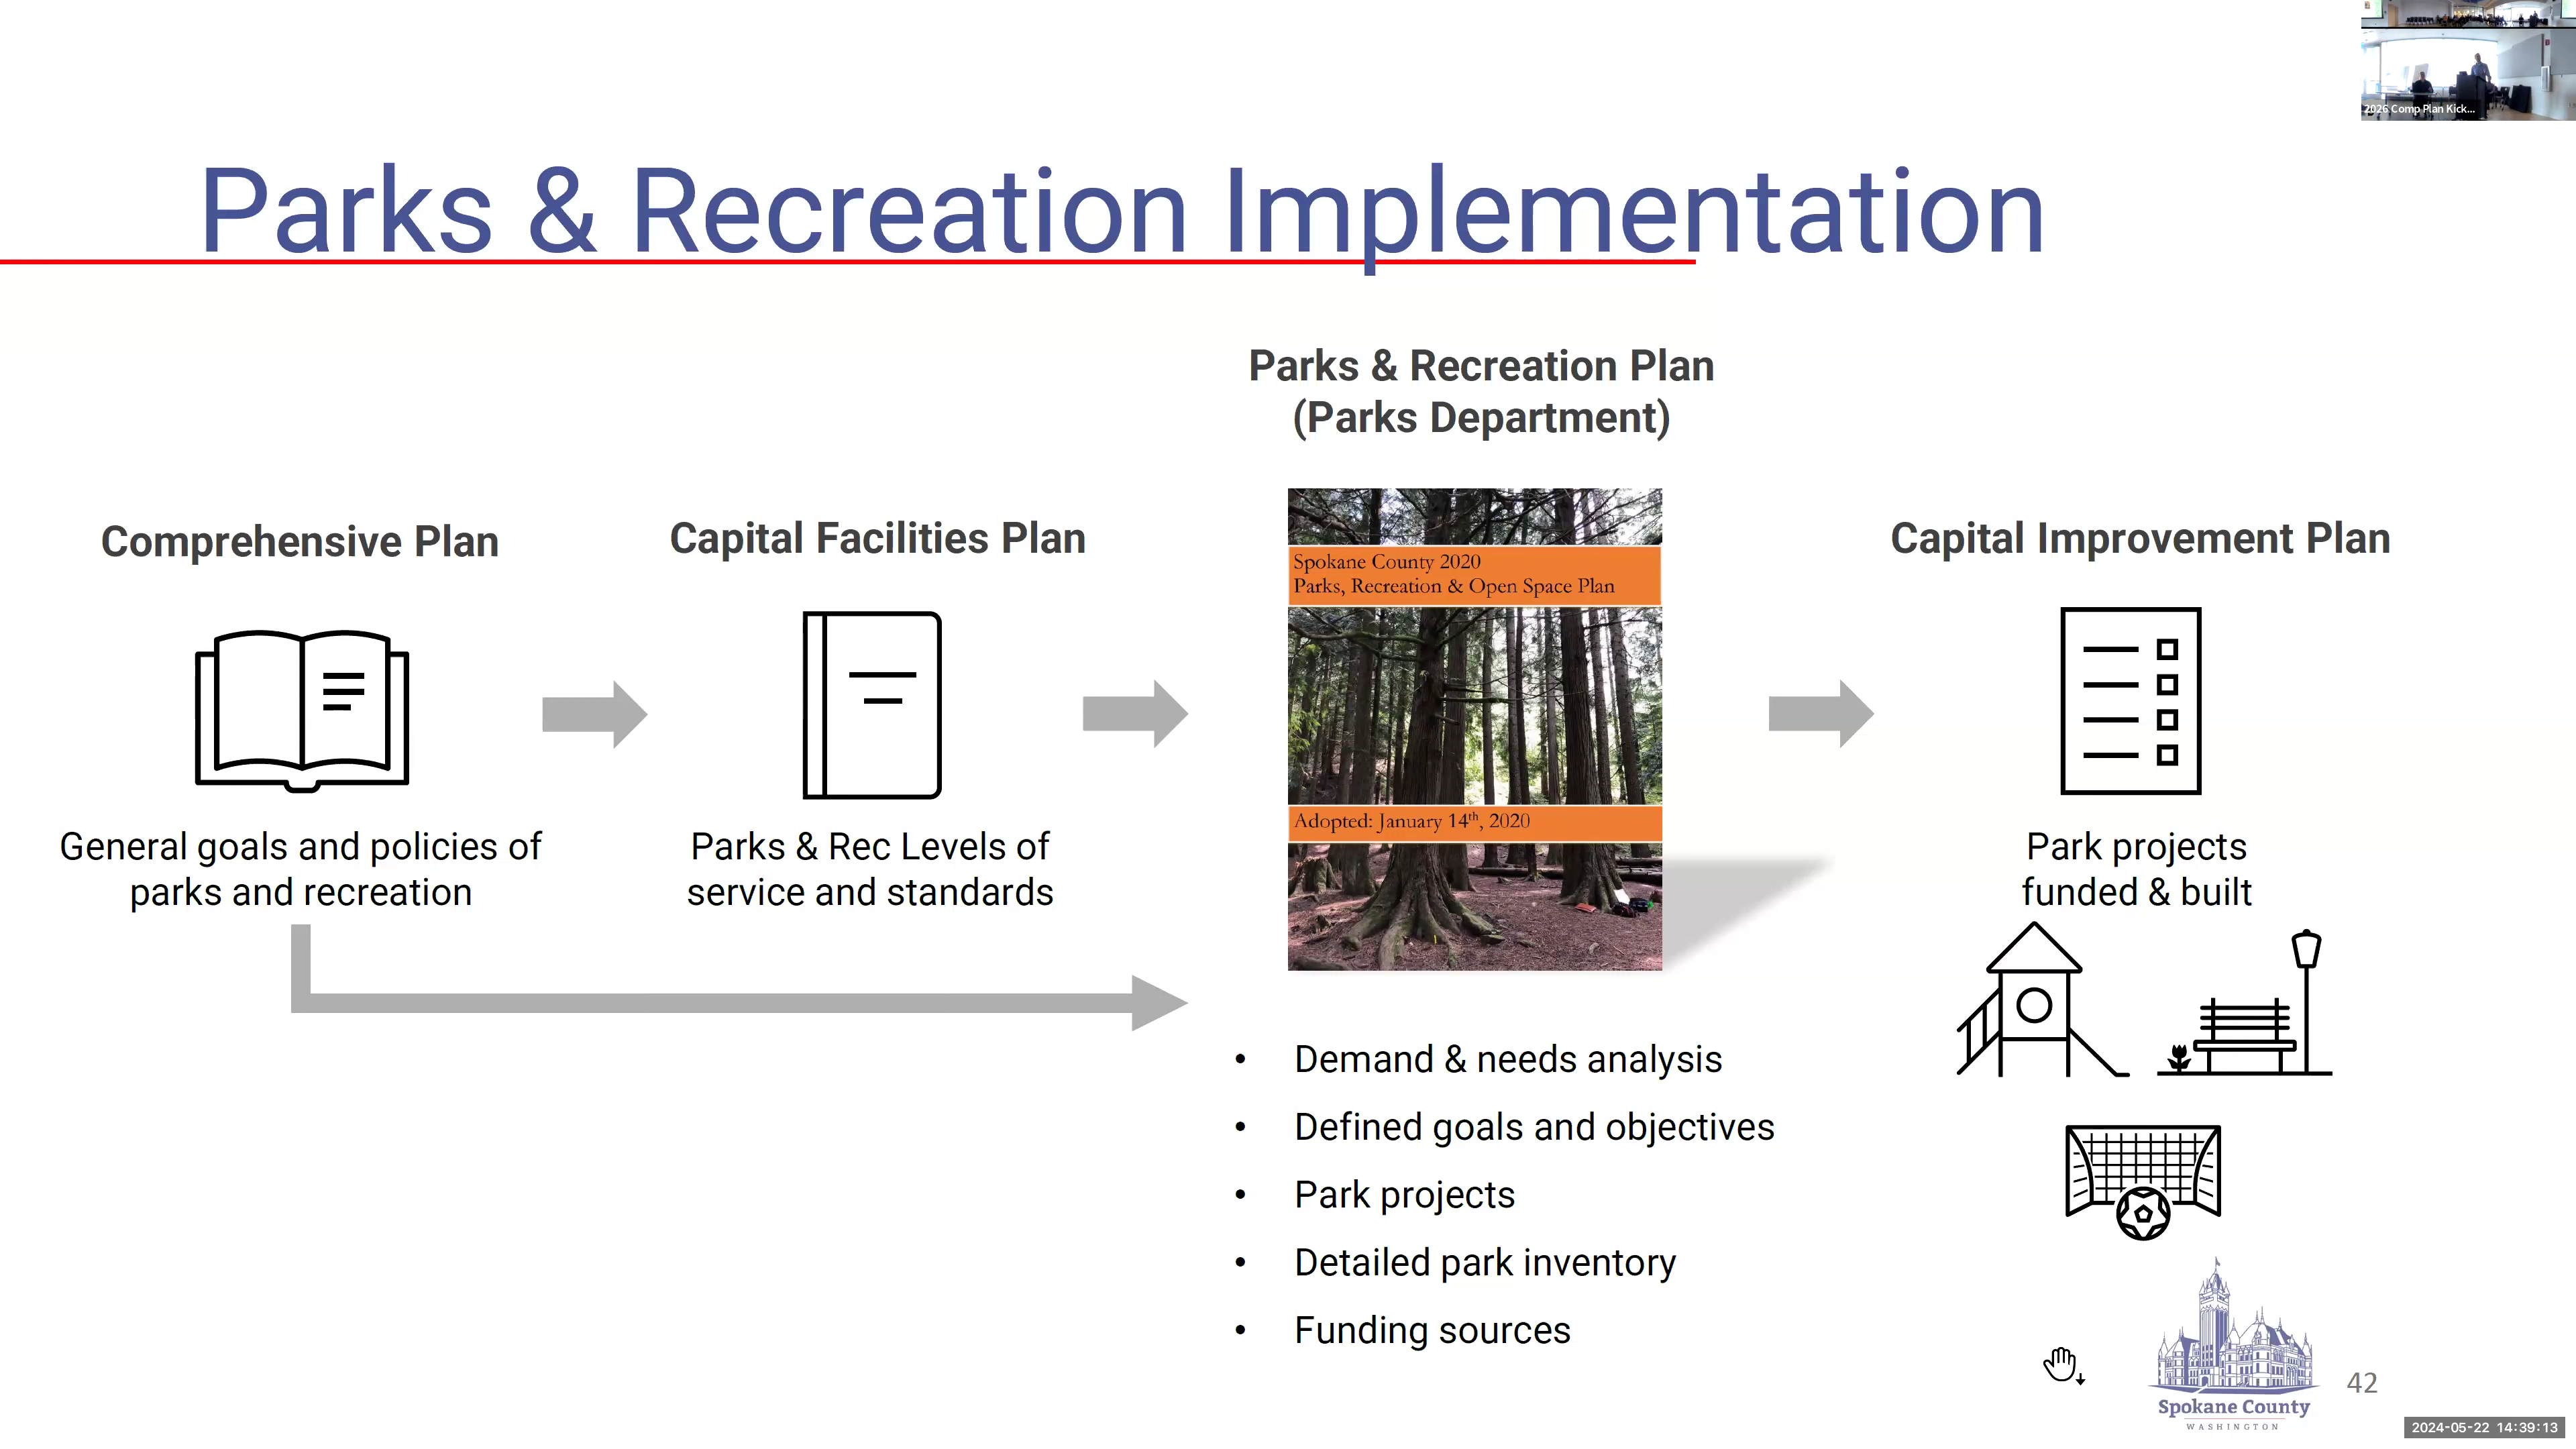 2026 Comp Plan Kick...
Parks & Recreation Implementation
Comprehensive Plan
General goals and policies of
parks and recreation
Capital Facilities Plan
Parks & Rec Levels of
service and standards
Parks & Recreation Plan
(Parks Department)
Spokane County 2020
Parks, Recreation & Open Space Plan
Adopted: January 14th, 2020
• Demand & needs analysis
• Defined goals and objectives
• Park projects
• Detailed park inventory
• Funding sources
Capital Improvement Plan
Park projects
funded & built
Spokane County
WASHINGTON
42
2024-05-22 14:39:13